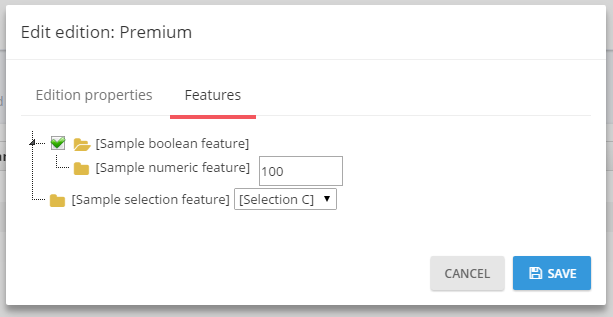 Edit edition: Premium
Edition properties Features
[Sample boolean feature]
[Sample numeric feature] 100
[Sample selection feature] [Selection C]
CANCEL SAVE